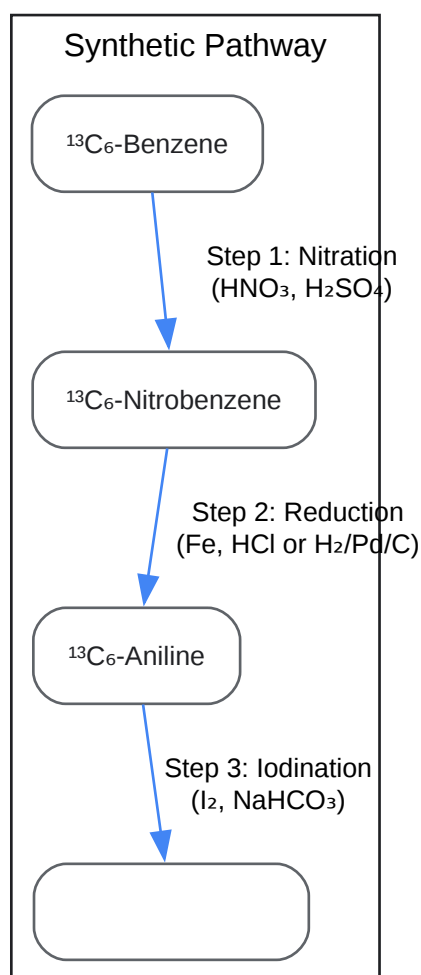 Synthetic Pathway
¹³C₆-Benzene
Step 1: Nitration
(HNO₃, H₂SO₄)
¹³C₆-Nitrobenzene
Step 2: Reduction
(Fe, HCl or H₂/Pd/C)
¹³C₆-Aniline
Step 3: Iodination
(I₂, NaHCO₃)